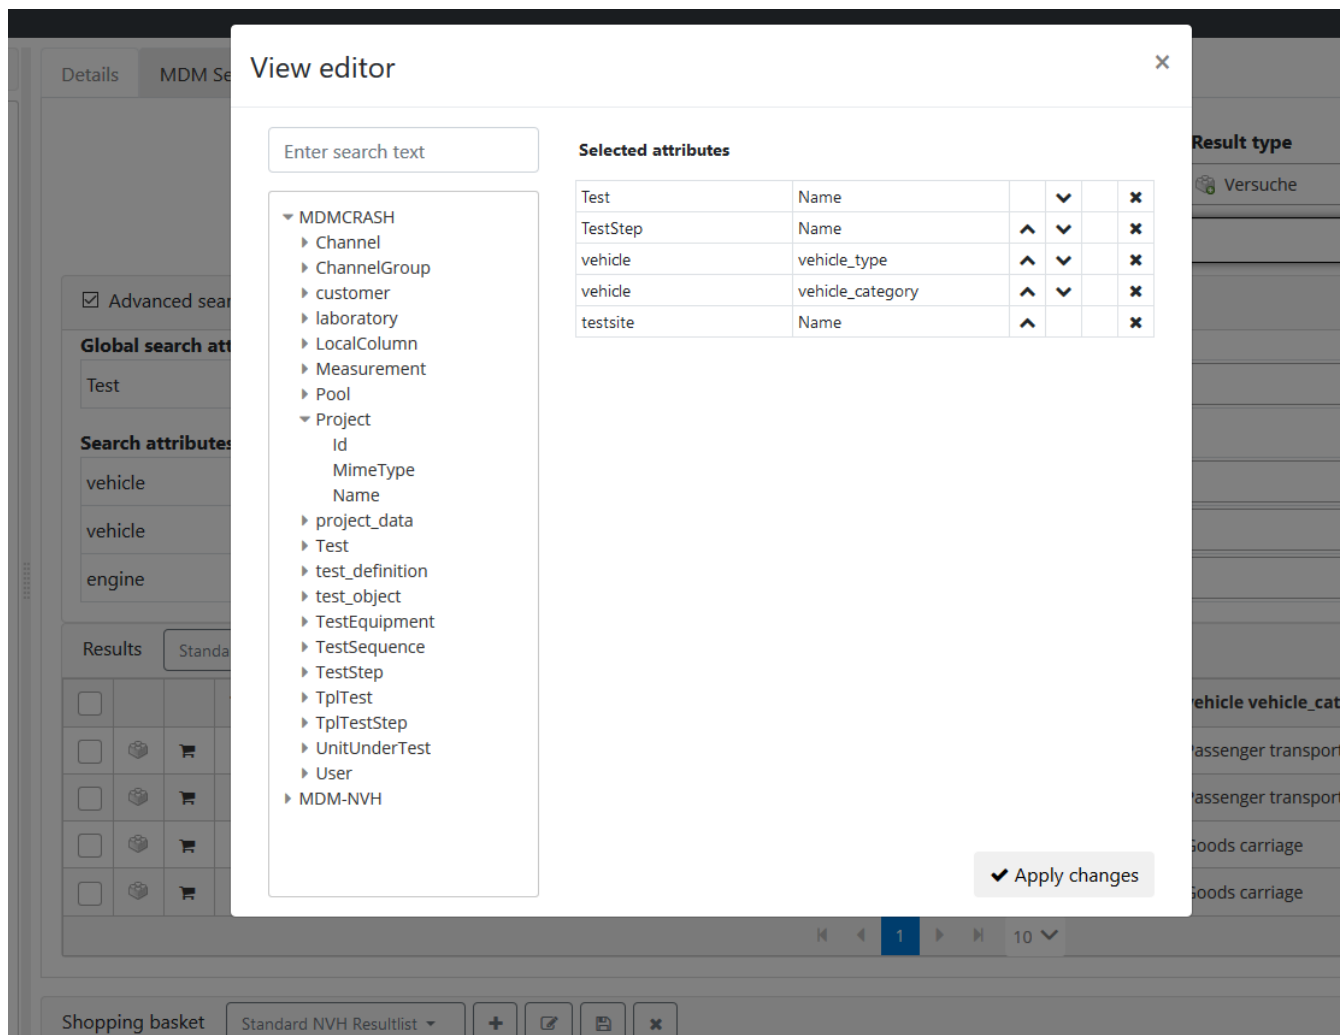 Details
MDM Se
View editor
Enter search text
MDMCRASH
Channel
ChannelGroup
customer
laboratory
LocalColumn
Measurement
Pool
Project
Id
MimeType
Name
project_data
Test
test_definition
test_object
TestEquipment
TestSequence
TestStep
TplTest
TplTestStep
UnitUnderTest
User
MDM-NVH
Selected attributes
Test Name
TestStep Name
vehicle vehicle_type
vehicle vehicle_category
testsite Name
Apply changes
Result type
Versuche
Advanced sear
Global search att
Test
Search attributes
vehicle
vehicle
engine
Results
Standa
vehicle vehicle_cat
Passenger transport
Passenger transport
Goods carriage
Goods carriage
1
10
Shopping basket
Standard NVH Resultlist